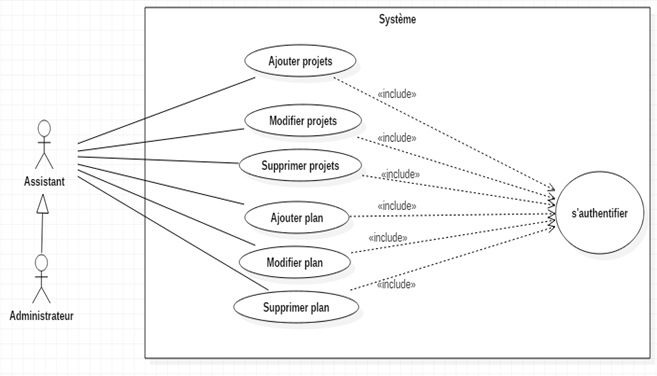 Système
Ajouter projets
«include»
Modifier projets
«include»
Supprimer projets
«include»
Assistant
Ajouter plan
«include»
s'authentifier
«include»
Modifier plan
«include»
Supprimer plan
Administrateur